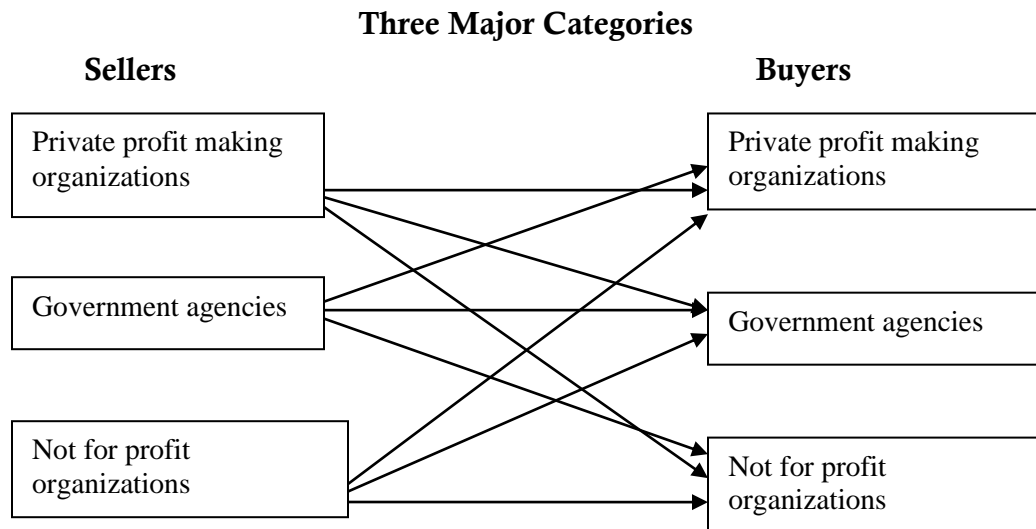 Three Major Categories
Sellers
Buyers
Private profit making
organizations
Private profit making
organizations
Government agencies
Government agencies
Not for profit
organizations
Not for profit
organizations